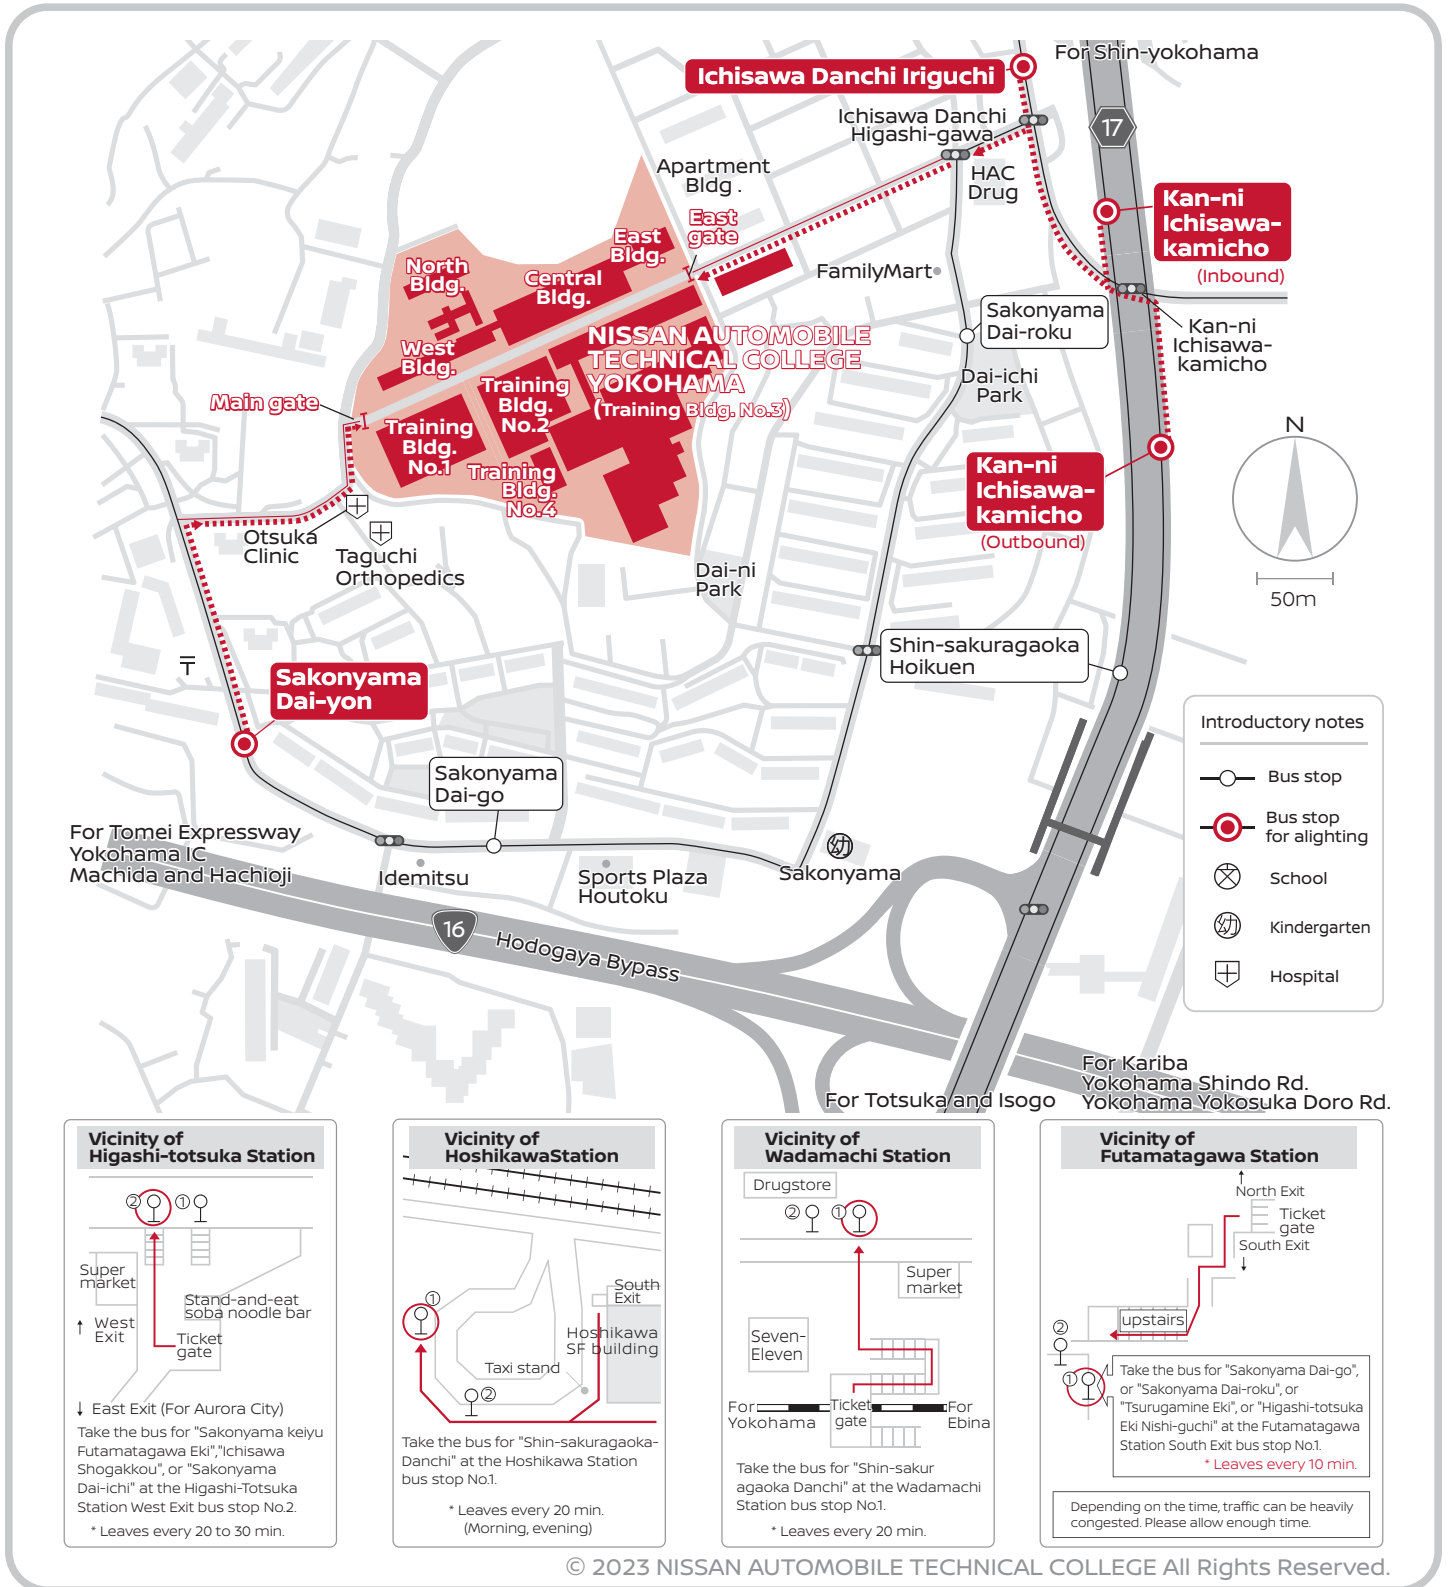 For Shin-yokohama
Ichisawa Danchi Iriguchi
17
Ichisawa Danchi
Higashi-gawa
HAC
Drug
Apartment
Bldg .
East
gate
Kan-ni
Ichisawa-
kamicho
(Inbound)
East
Bldg.
North
Bldg.
Central
Bldg.
FamilyMart
Sakonyama
Dai-roku
Kan-ni
Ichisawa-
kamicho
NISSAN AUTOMOBILE
TECHNICAL COLLEGE
YOKOHAMA
(Training Bldg. No.3)
West
Bldg.
Training
Bldg.
No.2
Dai-ichi
Park
Main gate
Training
Bldg.
No.1
Training
Bldg.
No.4
Kan-ni
Ichisawa-
kamicho
(Outbound)
N
50m
Otsuka
Clinic
Taguchi
Orthopedics
Dai-ni
Park
Shin-sakuragaoka
Hoikuen
〒
Sakonyama
Dai-yon
Sakonyama
Dai-go
Introductory notes
Bus stop
Bus stop
for alighting
School
幼
Kindergarten
Hospital
For Tomei Expressway
Yokohama IC
Machida and Hachioji
Idemitsu
Sports Plaza
Houtoku
幼
Sakonyama
16
Hodogaya Bypass
For Totsuka and Isogo
For Kariba
Yokohama Shindo Rd.
Yokohama Yokosuka Doro Rd.
Vicinity of
Higashi-totsuka Station
② ①
Super
market
Stand-and-eat
soba noodle bar
↑ West
Exit
Ticket
gate
↓ East Exit (For Aurora City)
Take the bus for "Sakonyama keiyu
Futamatagawa Eki","Ichisawa
Shogakkou", or "Sakonyama
Dai-ichi" at the Higashi-Totsuka
Station West Exit bus stop No.2.
* Leaves every 20 to 30 min.
Vicinity of
HoshikawaStation
South
Exit
①
Hoshikawa
SF building
Taxi stand
②
Take the bus for "Shin-sakuragaoka-
Danchi" at the Hoshikawa Station
bus stop No.1.
* Leaves every 20 min.
(Morning, evening)
Vicinity of
Wadamachi Station
Drugstore
② ①
Super
market
Seven-
Eleven
For
Yokohama
Ticket
gate
For
Ebina
Take the bus for "Shin-sakur
agaoka Danchi" at the Wadamachi
Station bus stop No.1.
* Leaves every 20 min.
Vicinity of
Futamatagawa Station
↑
North Exit
Ticket
gate
South Exit
↓
upstairs
②
①
Take the bus for "Sakonyama Dai-go",
or "Sakonyama Dai-roku", or
"Tsurugamine Eki", or "Higashi-totsuka
Eki Nishi-guchi" at the Futamatagawa
Station South Exit bus stop No.1.
* Leaves every 10 min.
Depending on the time, traffic can be heavily
congested. Please allow enough time.
© 2023 NISSAN AUTOMOBILE TECHNICAL COLLEGE All Rights Reserved.